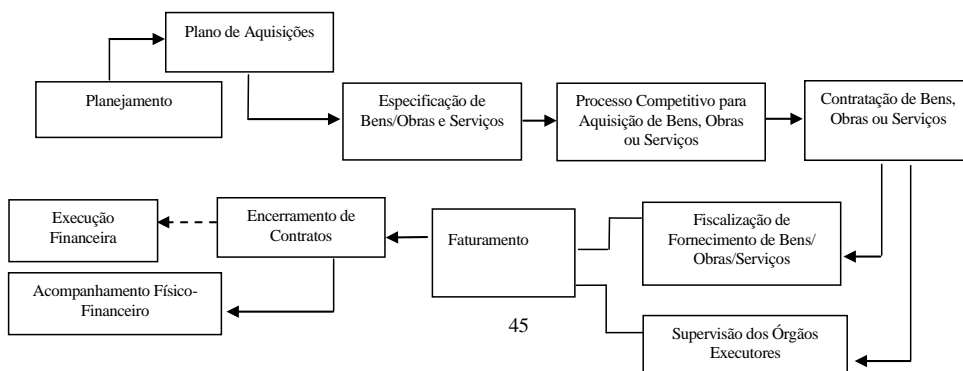 Plano de Aquisições
Planejamento
Especificação de
Bens/Obras e Serviços
Processo Competitivo para
Aquisição de Bens, Obras
ou Serviços
Contratação de Bens,
Obras ou Serviços
Execução
Financeira
Encerramento de
Contratos
Faturamento
Fiscalização de
Fornecimento de Bens/
Obras/Serviços
Acompanhamento Físico-
Financeiro
45
Supervisão dos Órgãos
Executores